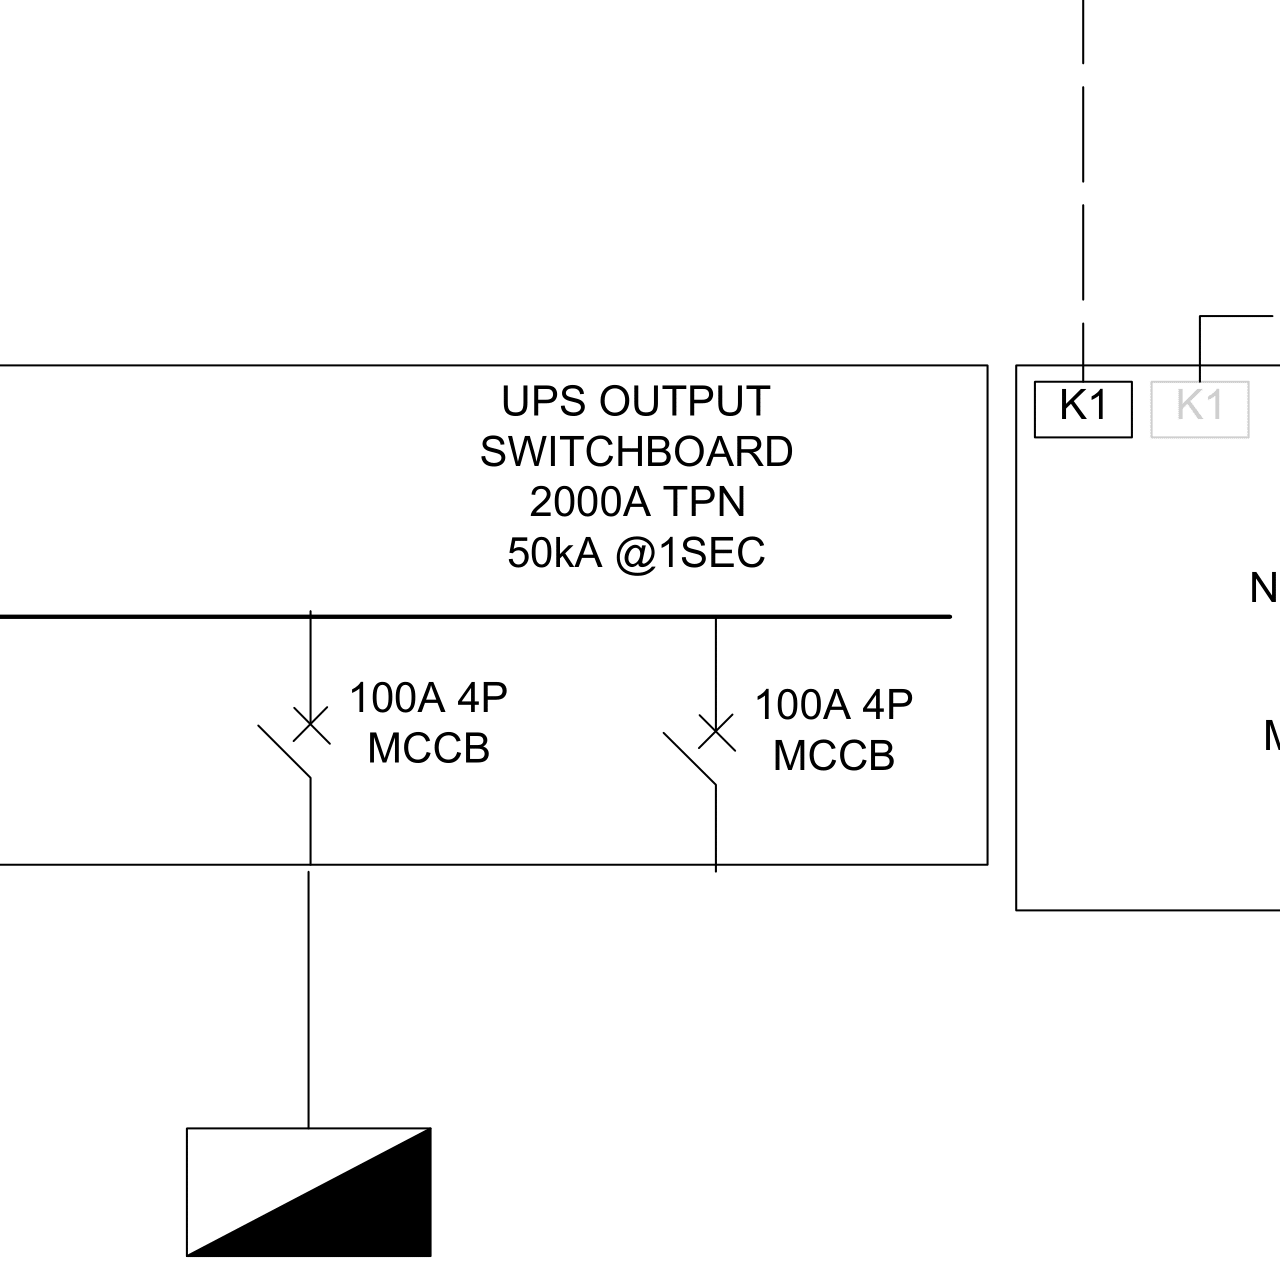 UPS OUTPUT
SWITCHBOARD
2000A TPN
50kA @1SEC
100A 4P
MCCB
100A 4P
MCCB
K1
K1
N